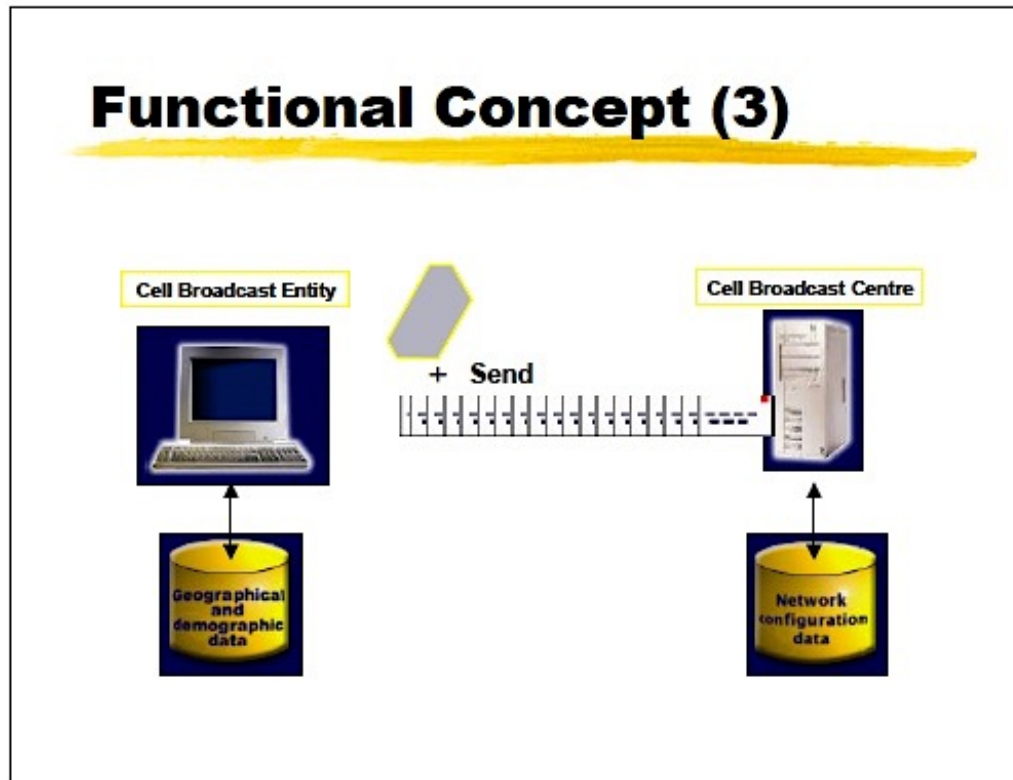 Functional Concept (3)
Cell Broadcast Entity
Cell Broadcast Centre
+ Send
Geographical
and
demographic
data
Network
configuration
data